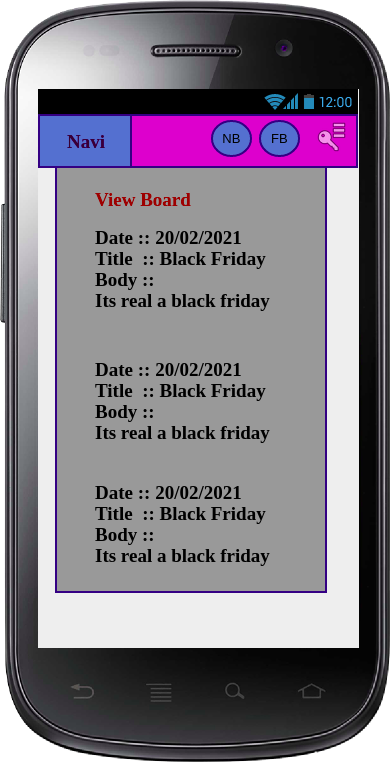 12:00
Navi NB FB
View Board
Date :: 20/02/2021
Title :: Black Friday
Body ::
Its real a black friday
Date :: 20/02/2021
Title :: Black Friday
Body ::
Its real a black friday
Date :: 20/02/2021
Title :: Black Friday
Body ::
Its real a black friday